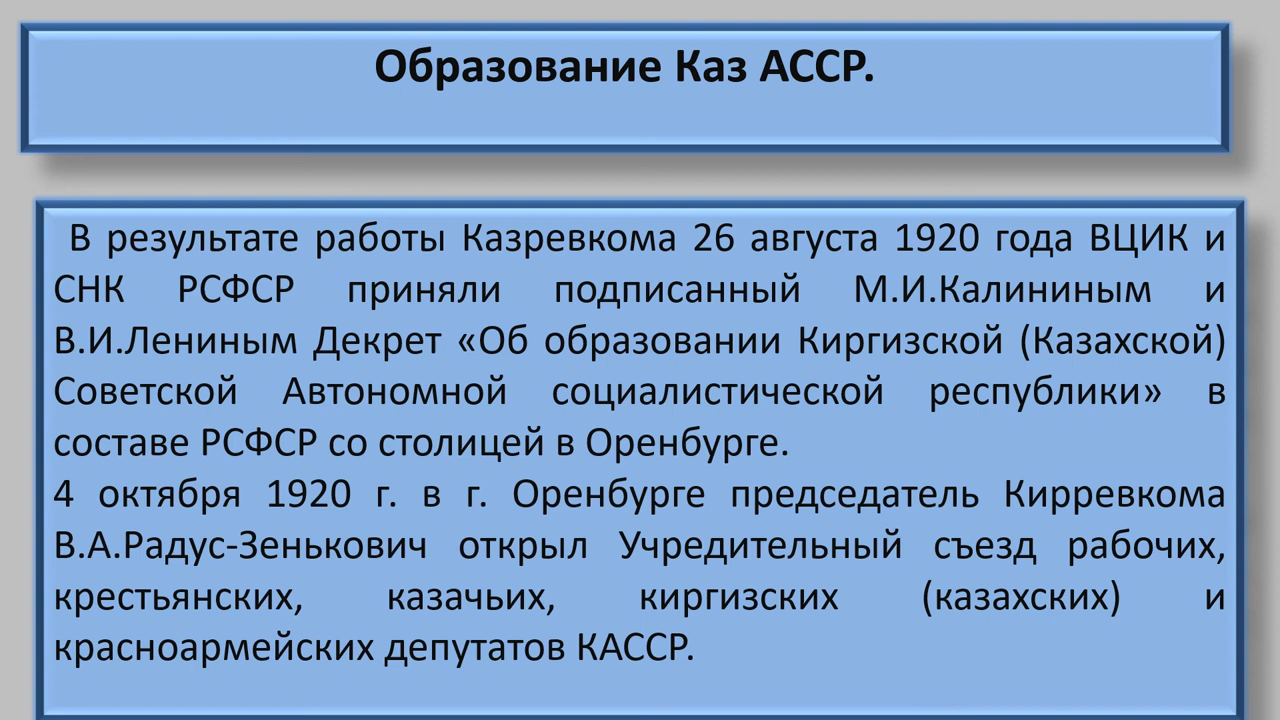 Образование Каз АССР.
В результате работы Казревкома 26 августа 1920 года ВЦИК и
СНК РСФСР приняли подписанный М.И.Калининым и
В.И.Лениным Декрет «Об образовании Киргизской (Казахской)
Советской Автономной социалистической республики» в
составе РСФСР со столицей в Оренбурге.
4 октября 1920 г. в г. Оренбурге председатель Кирревкома
В.А.Радус-Зенькович открыл Учредительный съезд рабочих,
крестьянских, казачьих, киргизских (казахских) и
красноармейских депутатов КАССР.